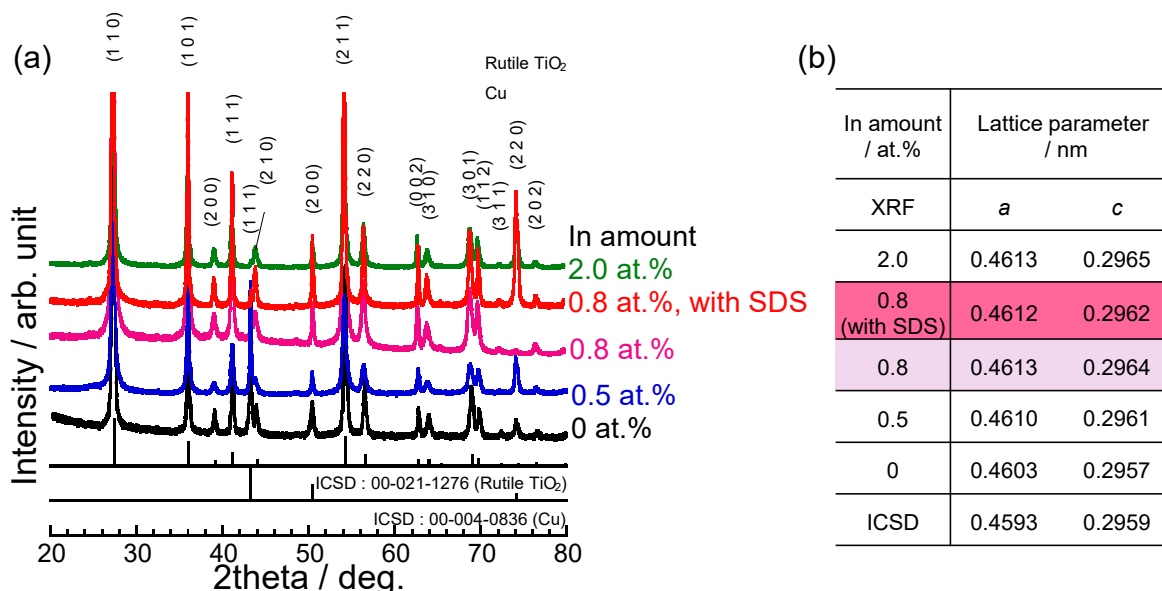 (a)
(1 1 0)
(1 0 1)
(2 0 0)
(1 1 1)
(1 1 1)
(2 1 0)
(2 0 0)
(2 1 1)
(2 2 0)
(0 0 2)
(3 1 0)
(3 0 1)
(1 1 2)
(3 1 1)
(2 2 0)
(2 0 2)
Rutile TiO₂
Cu
Intensity / arb. unit
In amount
2.0 at.%
0.8 at.%, with SDS
0.8 at.%
0.5 at.%
0 at.%
ICSD : 00-021-1276 (Rutile TiO₂)
ICSD : 00-004-0836 (Cu)
20 30 40 50 60 70 80
2theta / deg.
(b)
In amount / at.% Lattice parameter / nm
XRF a c
2.0 0.4613 0.2965
0.8 (with SDS) 0.4612 0.2962
0.8 0.4613 0.2964
0.5 0.4610 0.2961
0 0.4603 0.2957
ICSD 0.4593 0.2959